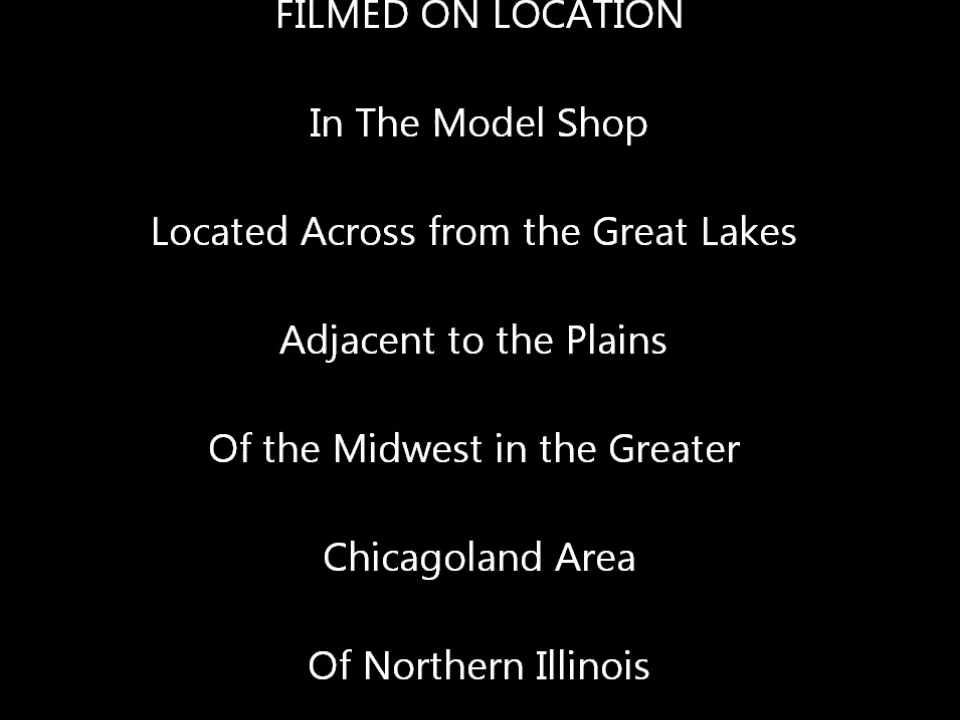 FILMED ON LOCATION
In The Model Shop
Located Across from the Great Lakes
Adjacent to the Plains
Of the Midwest in the Greater
Chicagoland Area
Of Northern Illinois